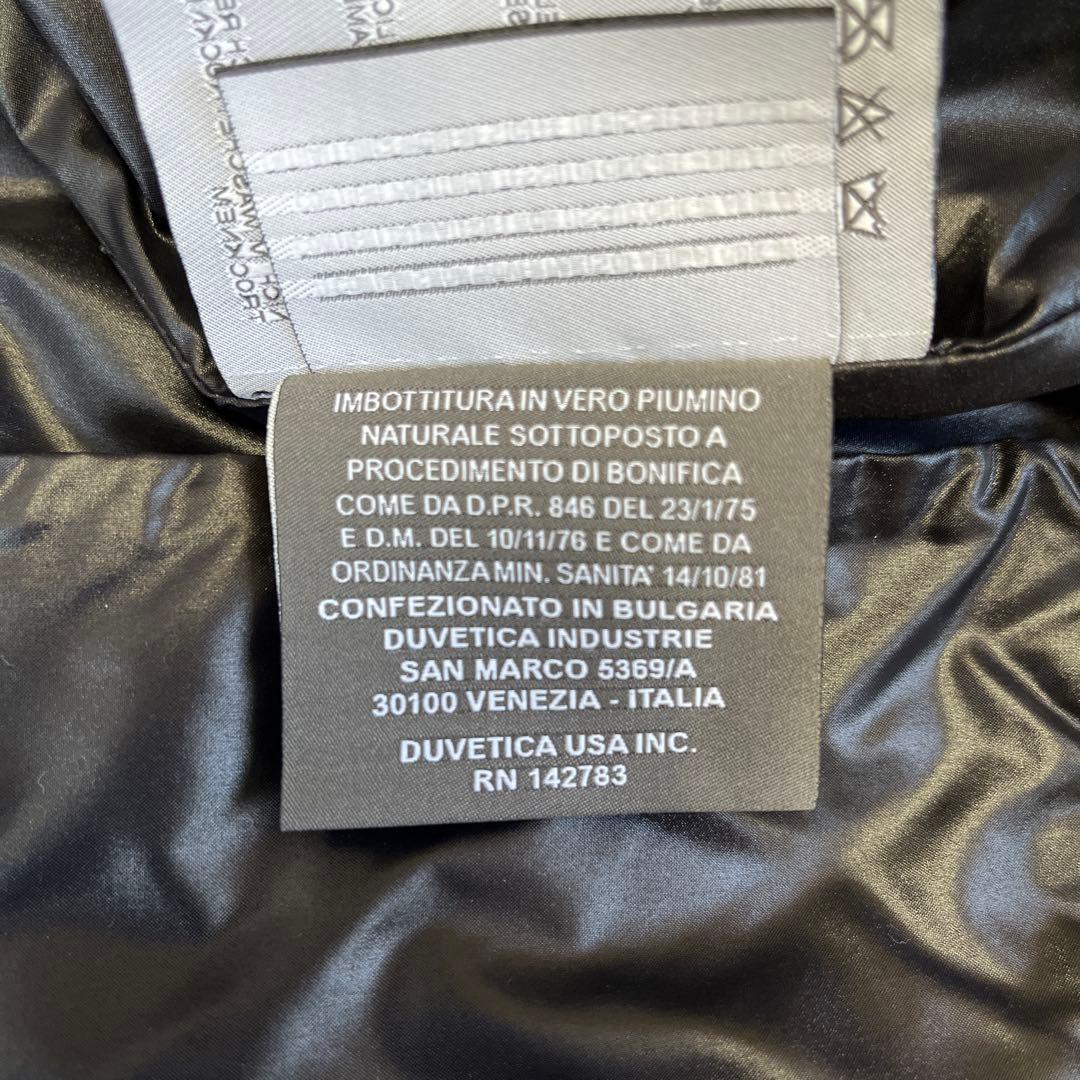 IMBOTTITURA IN VERO PIUMINO
NATURALE SOTTOPOSTO A
PROCEDIMENTO DI BONIFICA
COME DA D.P.R. 846 DEL 23/1/75
E D.M. DEL 10/11/76 E COME DA
ORDINANZA MIN. SANITA' 14/10/81
CONFEZIONATO IN BULGARIA
DUVETICA INDUSTRIE
SAN MARCO 5369/A
30100 VENEZIA - ITALIA
DUVETICA USA INC.
RN 142783